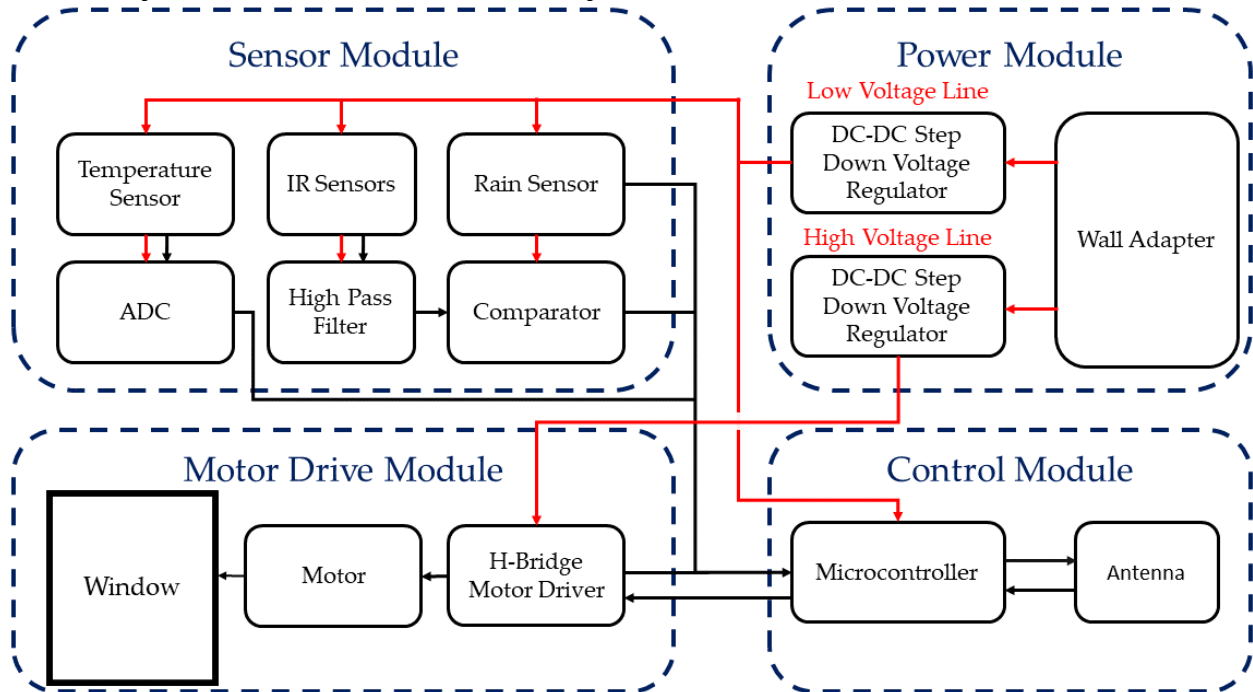 Sensor Module
Power Module
Low Voltage Line
Temperature
Sensor
IR Sensors
Rain Sensor
DC-DC Step
Down Voltage
Regulator
Wall Adapter
High Voltage Line
ADC
High Pass
Filter
Comparator
DC-DC Step
Down Voltage
Regulator
Motor Drive Module
Control Module
Window
Motor
H-Bridge
Motor Driver
Microcontroller
Antenna